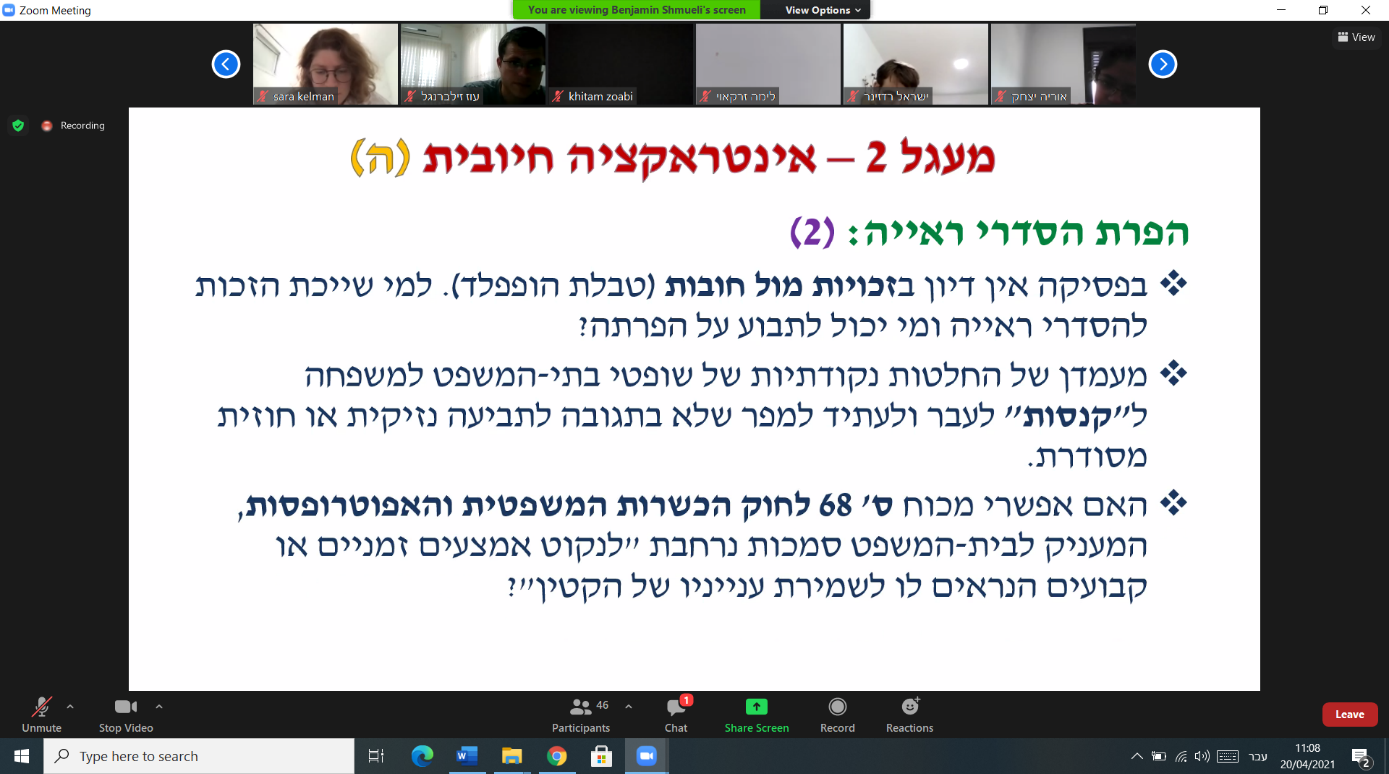 Zoom Meeting
You are viewing Benjamin Shmueli's screen
View Options
View
sara kelman
עוז זילברנגל
khitam zoabi
לימה זרקאוי
ישראל רדזינר
אוריה יצחק
Recording
מעגל 2 – אינטראקציה חיובית (ה)
הפרת הסדרי ראייה: (2)
❖ בפסיקה אין דיון בזכויות מול חובות (טבלת הופפלד). למי שייכת הזכות
להסדרי ראייה ומי יכול לתבוע על הפרתה?
❖ מעמדן של החלטות נקודתיות של שופטי בתי-המשפט למשפחה
ל"קנסות" לעבר ולעתיד למפר שלא בתגובה לתביעה נזיקית או חוזית
מסודרת.
❖ האם אפשרי מכוח ס' 68 לחוק הכשרות המשפטית והאפוטרופסות,
המעניק לבית-המשפט סמכות נרחבת "לנקוט אמצעים זמניים או
קבועים הנראים לו לשמירת ענייניו של הקטין"?
Unmute
Stop Video
46
Participants
1
Chat
Share Screen
Record
Reactions
Leave
Type here to search
עבר
11:08
20/04/2021
2